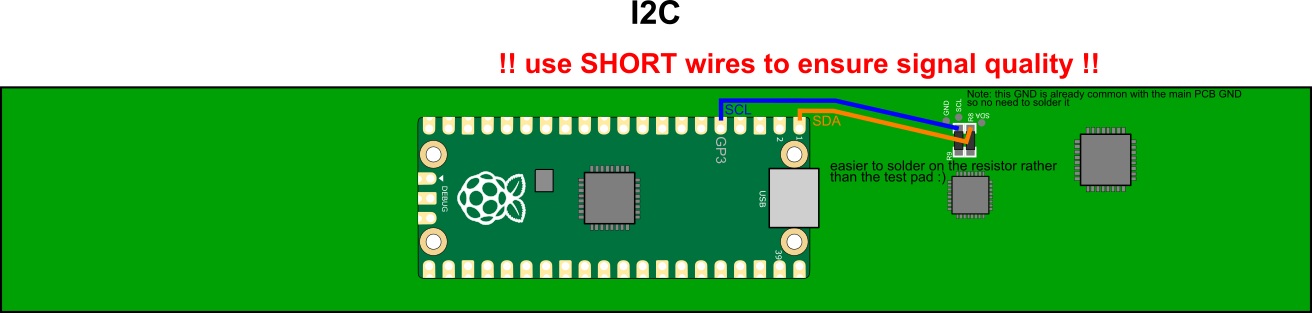 I2C
!! use SHORT wires to ensure signal quality !!
Note: this GND is already common with the main PCB GND
so no need to solder it
GND
SCL
R8
SDA
SCL
SDA
GP3
2
1
R9
easier to solder on the resistor rather
than the test pad :)
DEBUG
USB
39